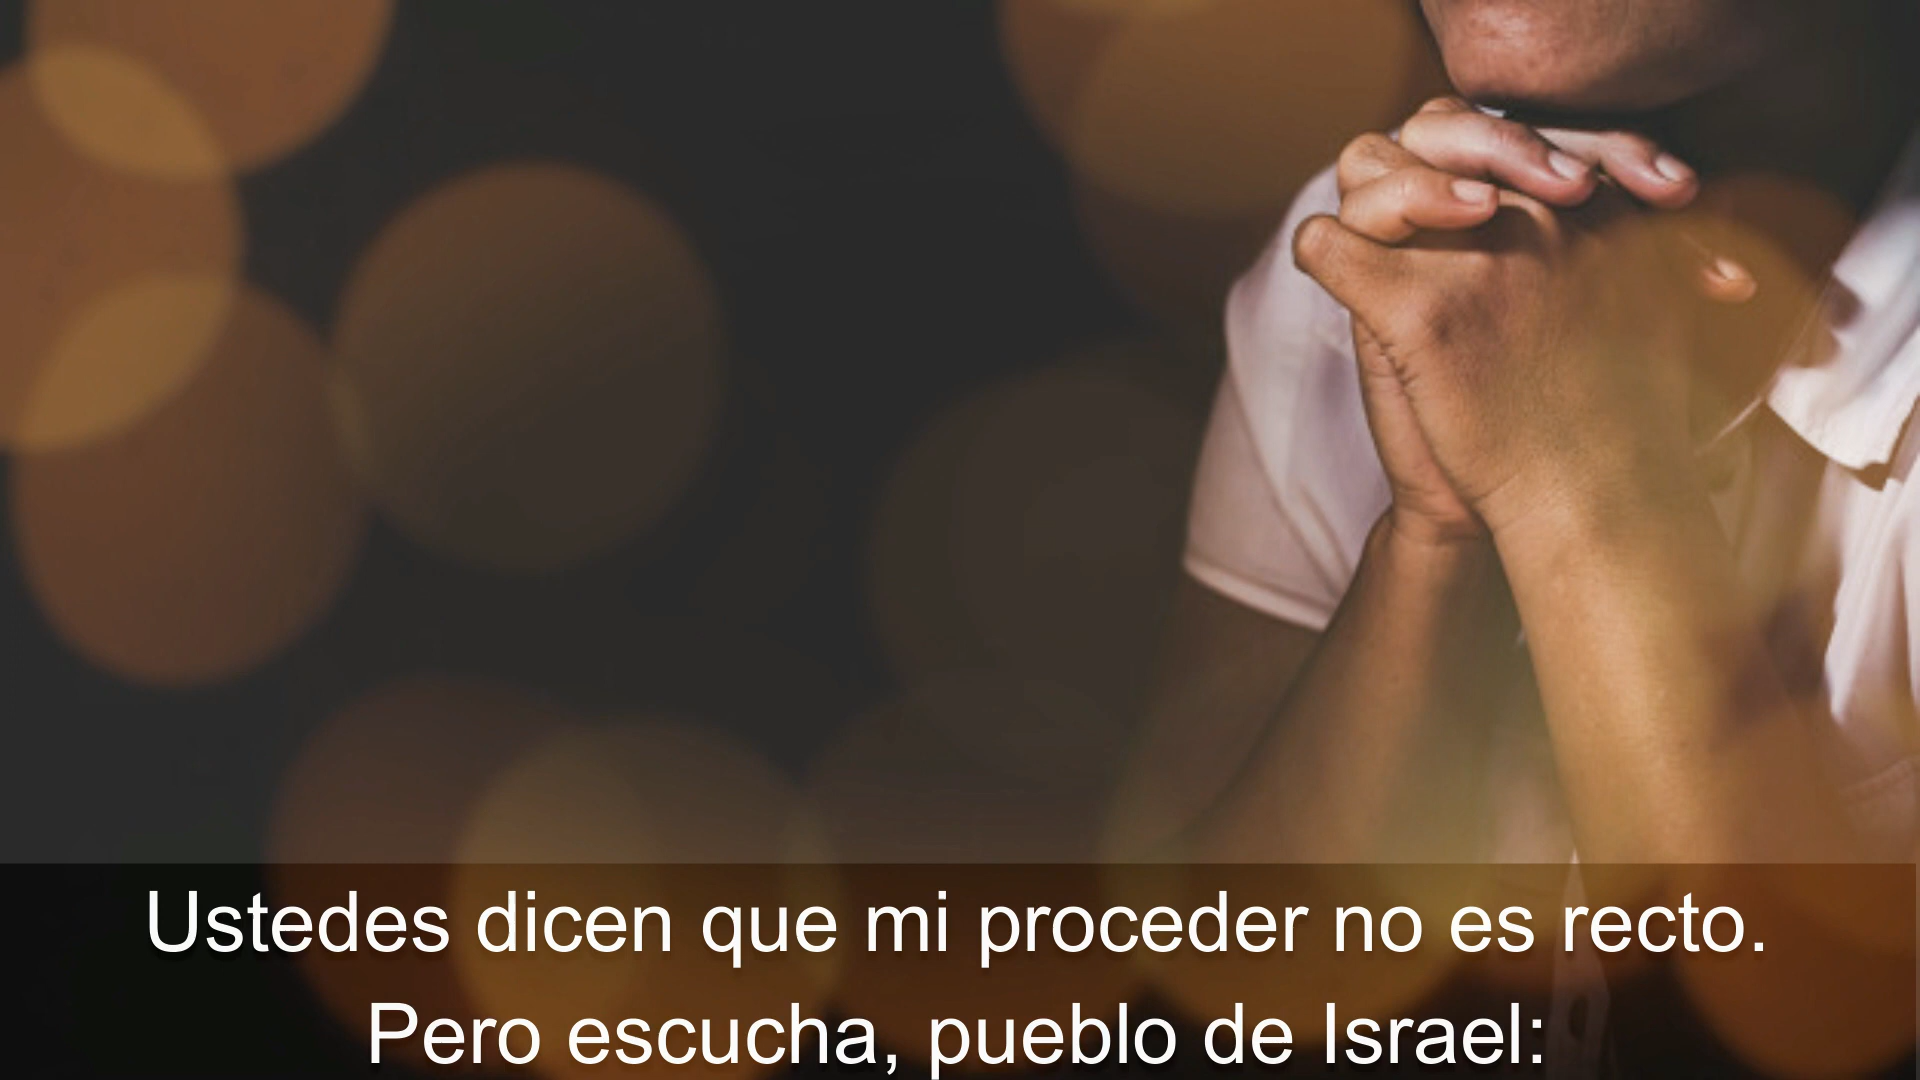 Ustedes dicen que mi proceder no es recto.
Pero escucha, pueblo de Israel: